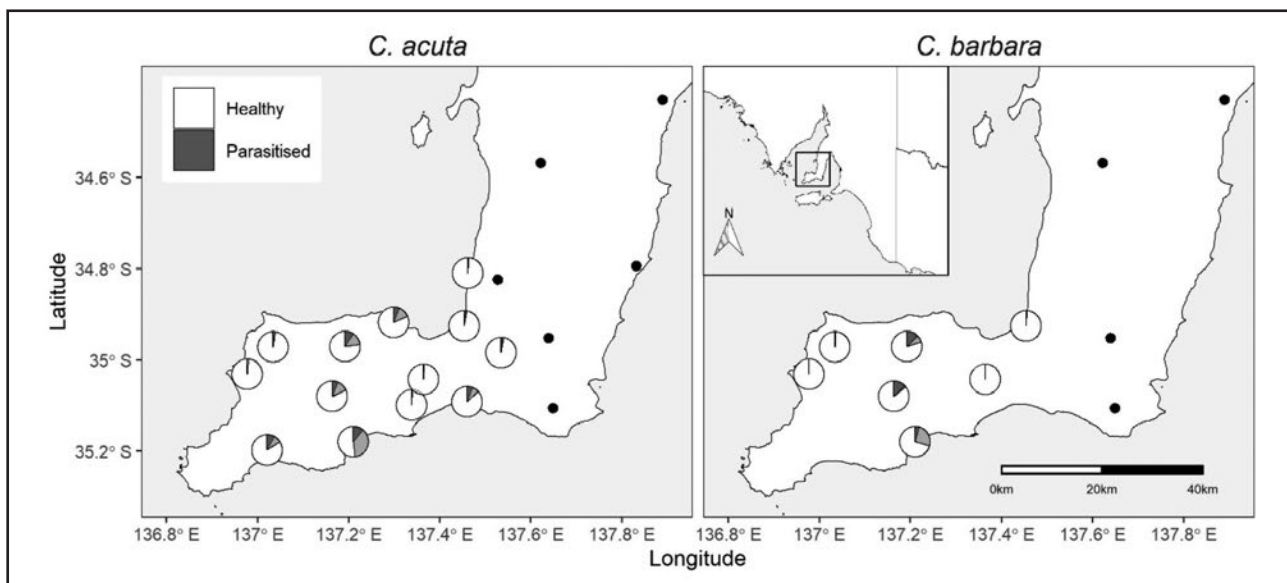 C. acuta
C. barbara
Healthy
Parasitised
N
34.6° S
34.8° S
35° S
35.2° S
Latitude
0km 20km 40km
136.8° E 137° E 137.2° E 137.4° E 137.6° E 137.8° E
136.8° E 137° E 137.2° E 137.4° E 137.6° E 137.8° E
Longitude